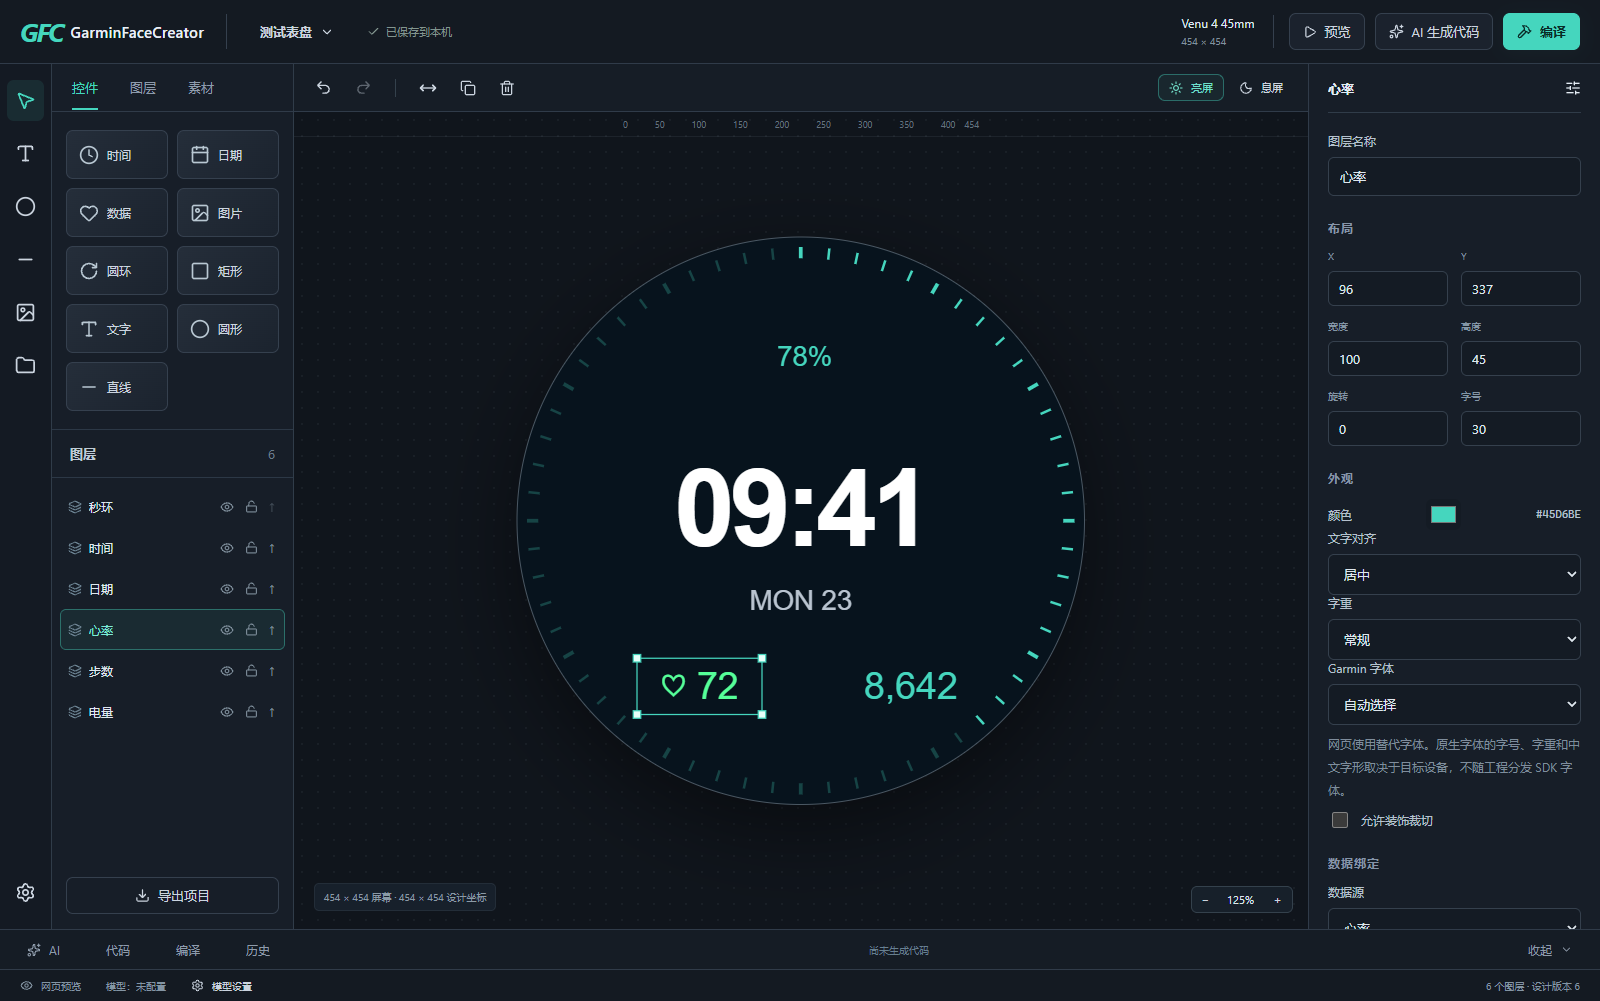 GFC GarminFaceCreator
测试表盘
已保存到本机
Venu 4 45mm
454 × 454
预览
AI 生成代码
编译
控件
图层
素材
亮屏
息屏
时间
日期
数据
图片
圆环
矩形
文字
圆形
直线
图层
6
秒环
时间
日期
心率
步数
电量
导出项目
0 50 100 150 200 250 300 350 400 454
78%
09:41
MON 23
72
8,642
454 × 454 屏幕 · 454 × 454 设计坐标
− 125% +
心率
图层名称
心率
布局
X
Y
96
337
宽度
高度
100
45
旋转
字号
0
30
外观
颜色
#45D6BE
文字对齐
居中
字重
常规
Garmin 字体
自动选择
网页使用替代字体。原生字体的字号、字重和中
文字形取决于目标设备，不随工程分发 SDK 字
体。
允许装饰裁切
数据绑定
数据源
心率
AI
代码
编译
历史
尚未生成代码
收起
网页预览
模型：未配置
模型设置
6 个图层 · 设计版本 6